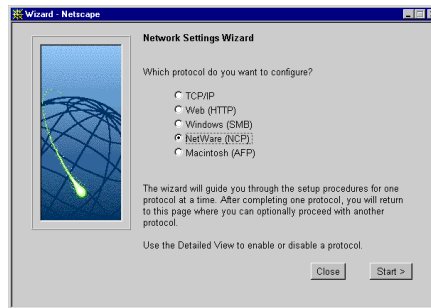 Wizard - Netscape
Network Settings Wizard
Which protocol do you want to configure?
TCP/IP
Web (HTTP)
Windows (SMB)
NetWare (NCP)
Macintosh (AFP)
The wizard will guide you through the setup procedures for one
protocol at a time. After completing one protocol, you will return
to this page where you can optionally proceed with another
protocol.
Use the Detailed View to enable or disable a protocol.
Close
Start >